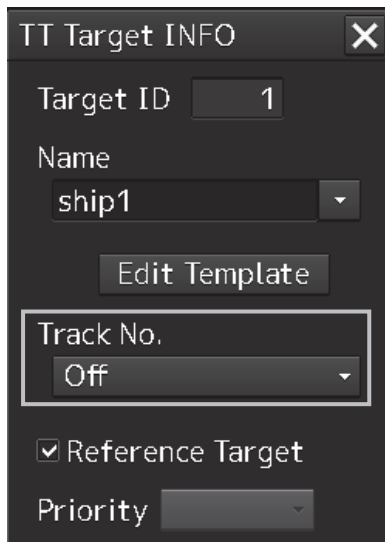 TT Target INFO
Target ID 1
Name
ship1
Edit Template
Track No.
Off
Reference Target
Priority